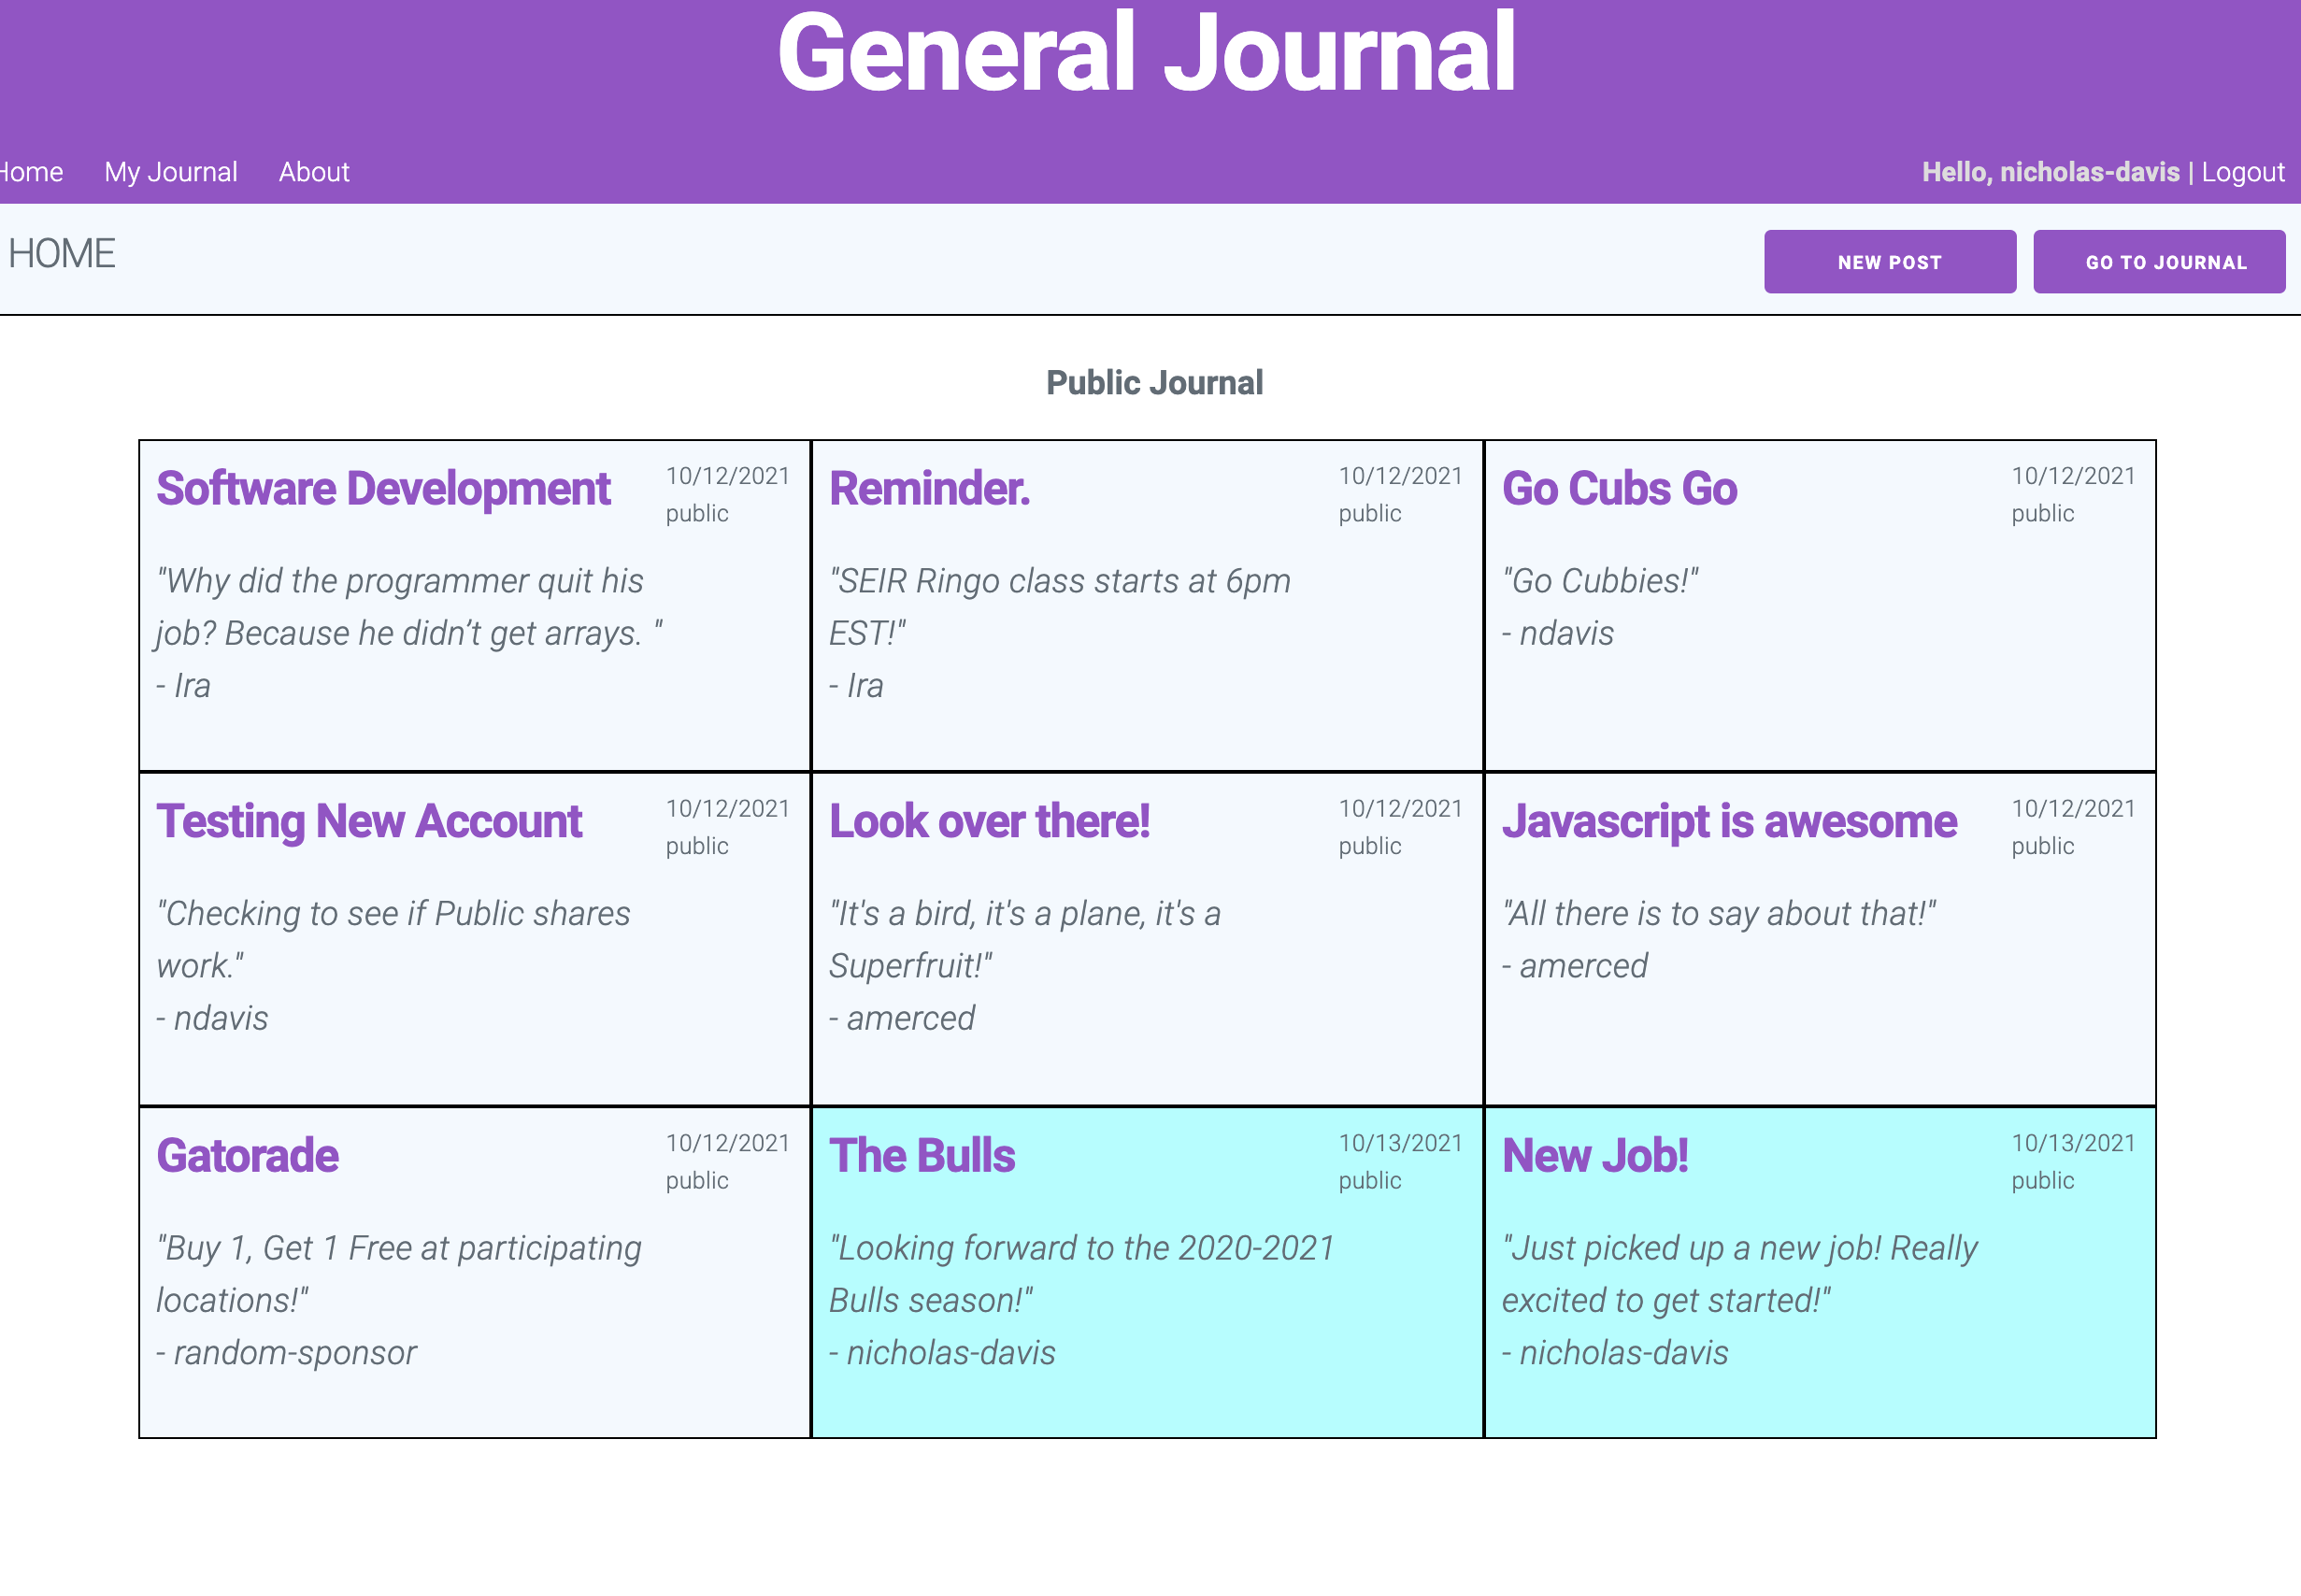 General Journal
Home My Journal About Hello, nicholas-davis | Logout
HOME NEW POST GO TO JOURNAL
Public Journal
Software Development 10/12/2021
public
"Why did the programmer quit his
job? Because he didn’t get arrays. "
- Ira
Reminder. 10/12/2021
public
"SEIR Ringo class starts at 6pm
EST!"
- Ira
Go Cubs Go 10/12/2021
public
"Go Cubbies!"
- ndavis
Testing New Account 10/12/2021
public
"Checking to see if Public shares
work."
- ndavis
Look over there! 10/12/2021
public
"It's a bird, it's a plane, it's a
Superfruit!"
- amerced
Javascript is awesome 10/12/2021
public
"All there is to say about that!"
- amerced
Gatorade 10/12/2021
public
"Buy 1, Get 1 Free at participating
locations!"
- random-sponsor
The Bulls 10/13/2021
public
"Looking forward to the 2020-2021
Bulls season!"
- nicholas-davis
New Job! 10/13/2021
public
"Just picked up a new job! Really
excited to get started!"
- nicholas-davis